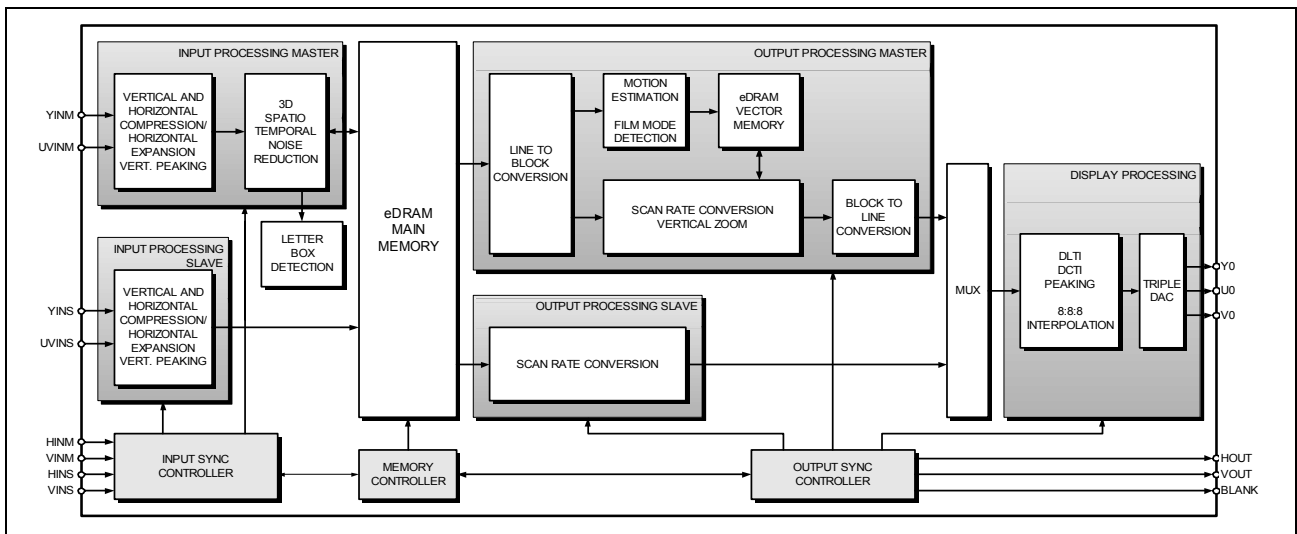 INPUT PROCESSING MASTER
YINM
UVINM
VERTICAL AND
HORIZONTAL
COMPRESSION/
HORIZONTAL
EXPANSION
VERT. PEAKING
3D
SPATIO
TEMPORAL
NOISE
REDUCTION
LETTER
BOX
DETECTION
INPUT PROCESSING
SLAVE
YINS
UVINS
VERTICAL AND
HORIZONTAL
COMPRESSION/
HORIZONTAL
EXPANSION
VERT. PEAKING
HINM
VINM
HINS
VINS
INPUT SYNC
CONTROLLER
eDRAM
MAIN
MEMORY
MEMORY
CONTROLLER
OUTPUT PROCESSING MASTER
LINE TO
BLOCK
CONVERSION
MOTION
ESTIMATION
FILM MODE
DETECTION
eDRAM
VECTOR
MEMORY
SCAN RATE CONVERSION
VERTICAL ZOOM
BLOCK TO
LINE
CONVERSION
OUTPUT PROCESSING SLAVE
SCAN RATE CONVERSION
OUTPUT SYNC
CONTROLLER
MUX
DISPLAY PROCESSING
DLTI
DCTI
PEAKING
8:8:8
INTERPOLATION
TRIPLE
DAC
Y0
U0
V0
HOUT
VOUT
BLANK